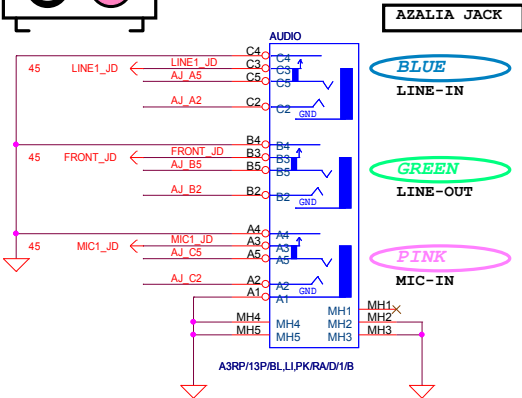 AZALIA JACK
AUDIO
C4 C4
45 LINE1_JD LINE1_JD C3 C3
AJ_A5 C5 C5
AJ_A2 C2 C2
GND
BLUE
LINE-IN
B4 B4
45 FRONT_JD FRONT_JD B3 B3
AJ_B5 B5 B5
AJ_B2 B2 B2
GND
GREEN
LINE-OUT
A4 A4
45 MIC1_JD MIC1_JD A3 A3
AJ_C5 A5 A5
AJ_C2 A2 A2
GND
A1 A1
PINK
MIC-IN
MH1 MH1
MH4 MH4 MH2 MH2
MH5 MH5 MH3 MH3
A3RP/13P/BL,LI,PK/RA/D/1/B